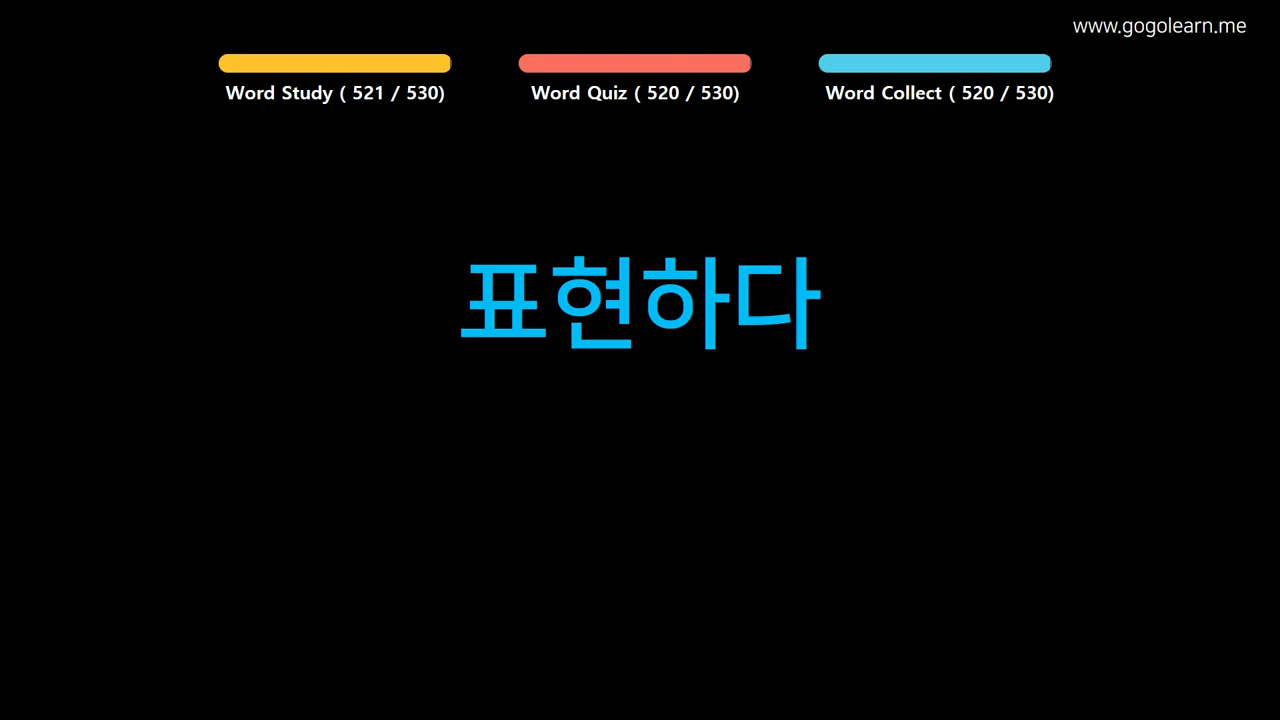 www.gogolearn.me
Word Study ( 521 / 530)
Word Quiz ( 520 / 530)
Word Collect ( 520 / 530)
표현하다